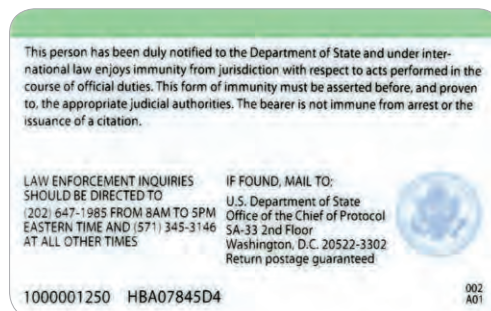 This person has been duly notified to the Department of State and under inter-
national law enjoys immunity from jurisdiction with respect to acts performed in the
course of official duties. This form of immunity must be asserted before, and proven
to, the appropriate judicial authorities. The bearer is not immune from arrest or the
issuance of a citation.
LAW ENFORCEMENT INQUIRIES
SHOULD BE DIRECTED TO
(202) 647-1985 FROM 8AM TO 5PM
EASTERN TIME AND (571) 345-3146
AT ALL OTHER TIMES
IF FOUND, MAIL TO:
U.S. Department of State
Office of the Chief of Protocol
SA-33 2nd Floor
Washington, D.C. 20522-3302
Return postage guaranteed
1000001250 HBA07845D4
002
A01